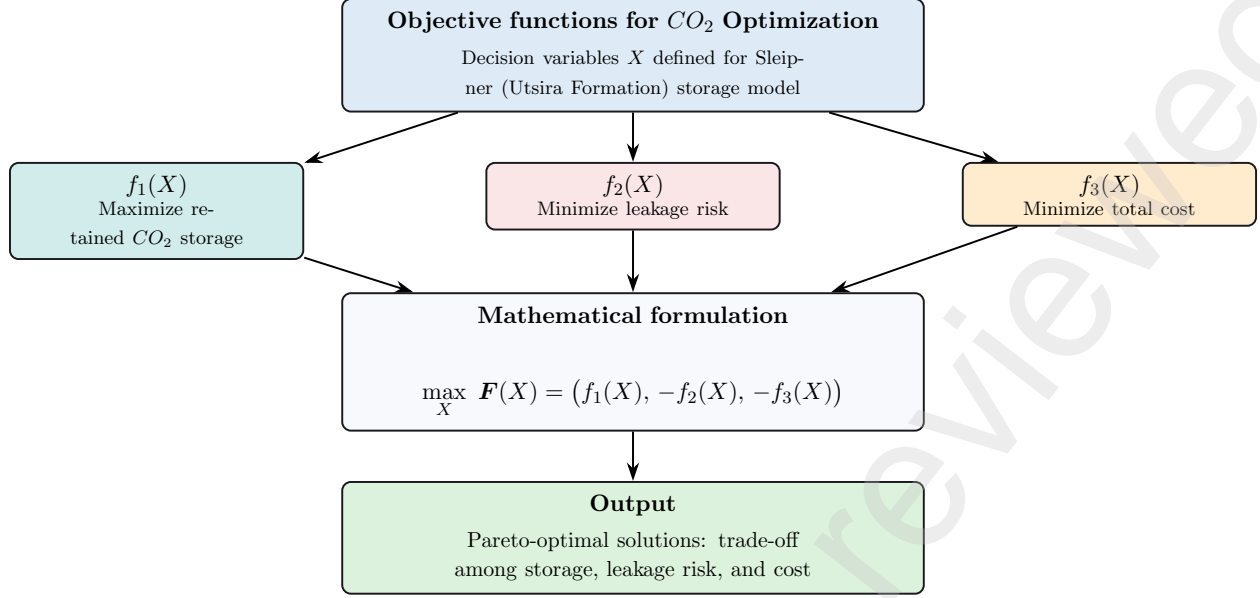 Objective functions for CO₂ Optimization
Decision variables X defined for Sleip-
ner (Utsira Formation) storage model
f₁(X)
Maximize re-
tained CO₂ storage
f₂(X)
Minimize leakage risk
f₃(X)
Minimize total cost
Mathematical formulation
max F(X) = (f₁(X), −f₂(X), −f₃(X))
X
Output
Pareto-optimal solutions: trade-off
among storage, leakage risk, and cost
reviewed